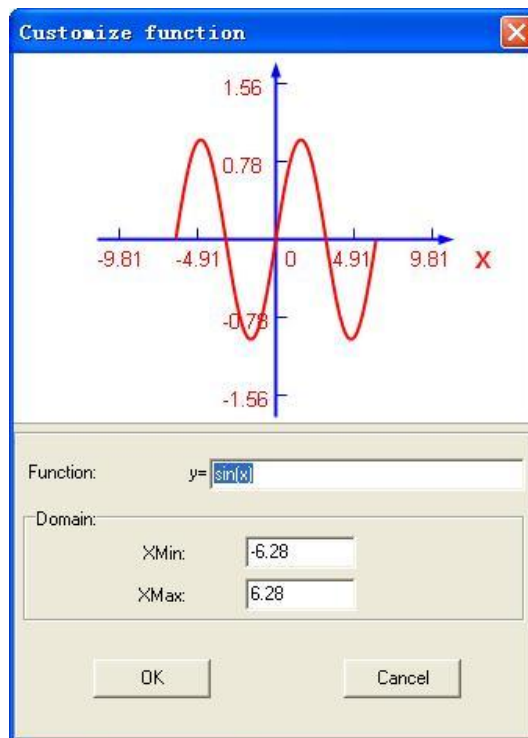 Customize function
1.56
0.78
-9.81 -4.91 0 4.91 9.81 X
-0.78
-1.56
Function: y= sin(x)
Domain:
XMin: -6.28
XMax: 6.28
OK Cancel